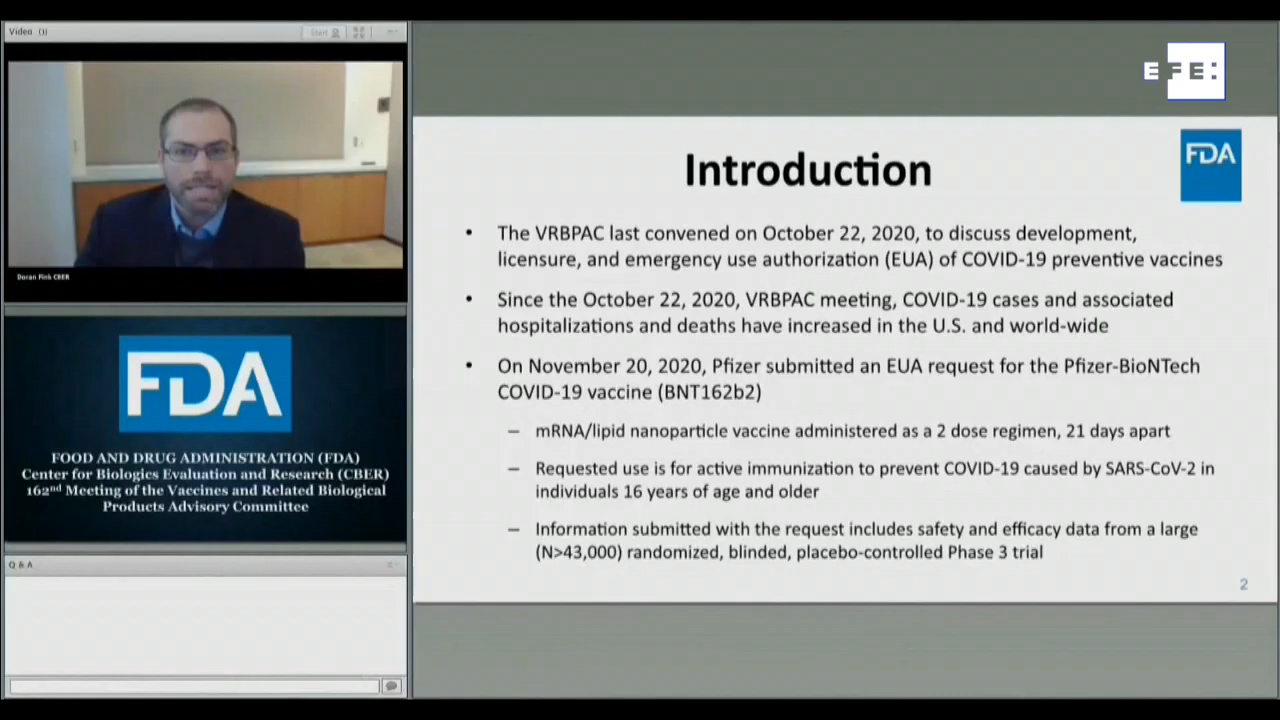 Video (1)
Start
EFE:
Doran Fink CBER
FDA
FOOD AND DRUG ADMINISTRATION (FDA)
Center for Biologics Evaluation and Research (CBER)
162nd Meeting of the Vaccines and Related Biological
Products Advisory Committee
Q & A
Introduction
FDA
• The VRBPAC last convened on October 22, 2020, to discuss development,
licensure, and emergency use authorization (EUA) of COVID-19 preventive vaccines
• Since the October 22, 2020, VRBPAC meeting, COVID-19 cases and associated
hospitalizations and deaths have increased in the U.S. and world-wide
• On November 20, 2020, Pfizer submitted an EUA request for the Pfizer-BioNTech
COVID-19 vaccine (BNT162b2)
– mRNA/lipid nanoparticle vaccine administered as a 2 dose regimen, 21 days apart
– Requested use is for active immunization to prevent COVID-19 caused by SARS-CoV-2 in
individuals 16 years of age and older
– Information submitted with the request includes safety and efficacy data from a large
(N>43,000) randomized, blinded, placebo-controlled Phase 3 trial
2